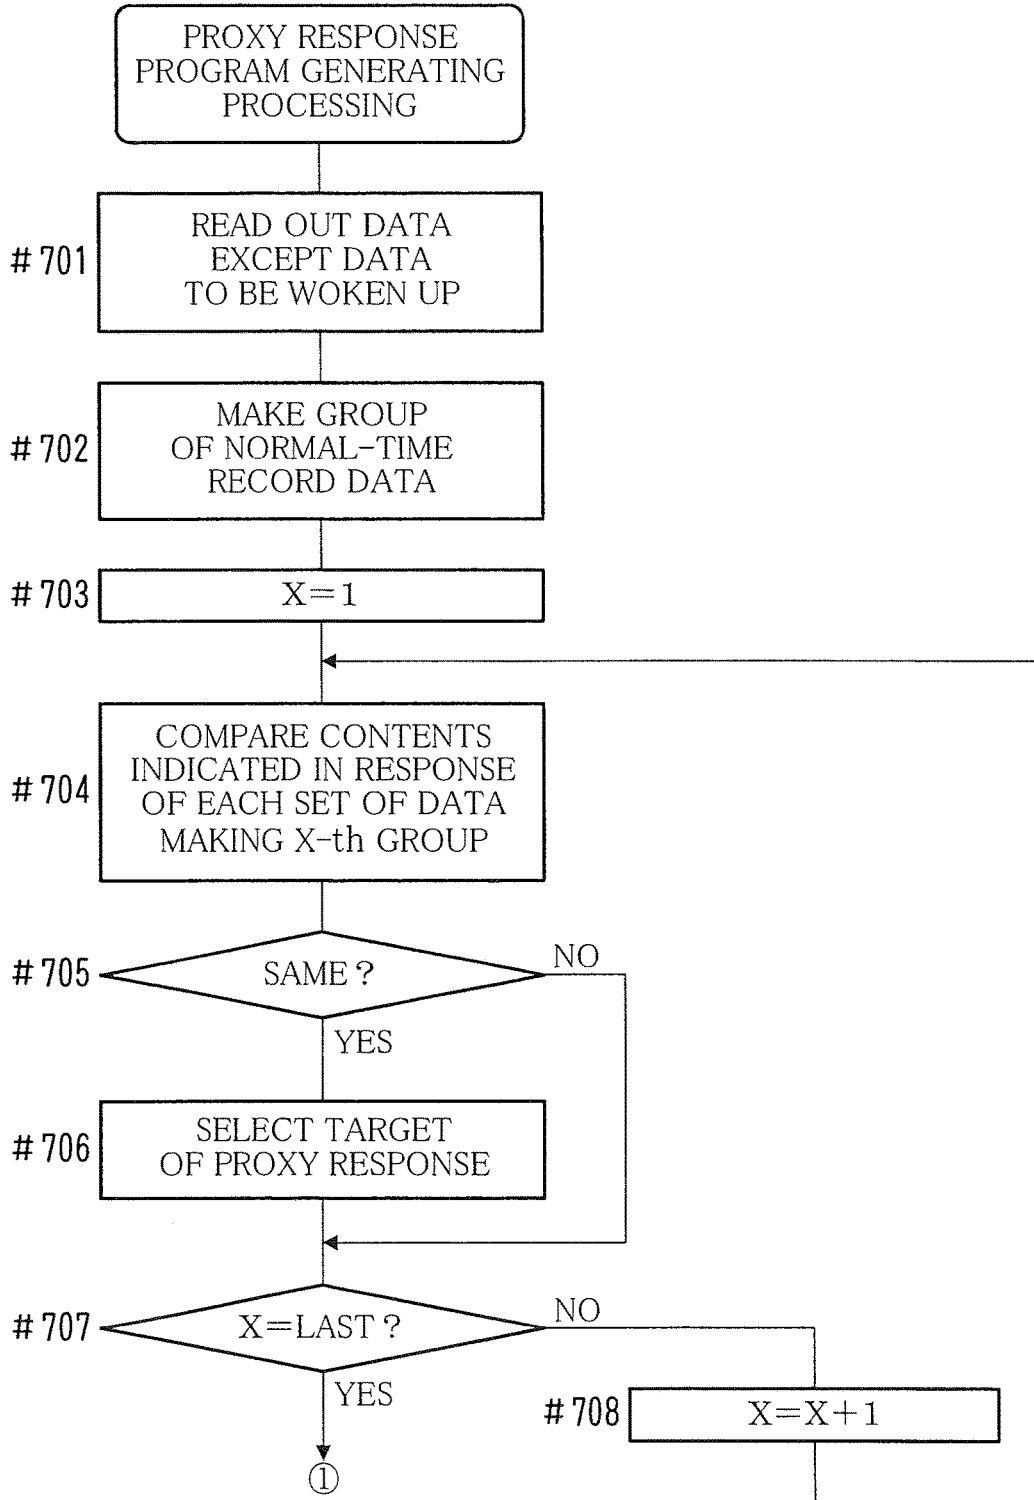 PROXY RESPONSE
PROGRAM GENERATING
PROCESSING
#701
READ OUT DATA
EXCEPT DATA
TO BE WOKEN UP
#702
MAKE GROUP
OF NORMAL-TIME
RECORD DATA
#703
X=1
#704
COMPARE CONTENTS
INDICATED IN RESPONSE
OF EACH SET OF DATA
MAKING X-th GROUP
#705
SAME?
NO
YES
#706
SELECT TARGET
OF PROXY RESPONSE
#707
X=LAST?
NO
YES
#708
X=X+1
①